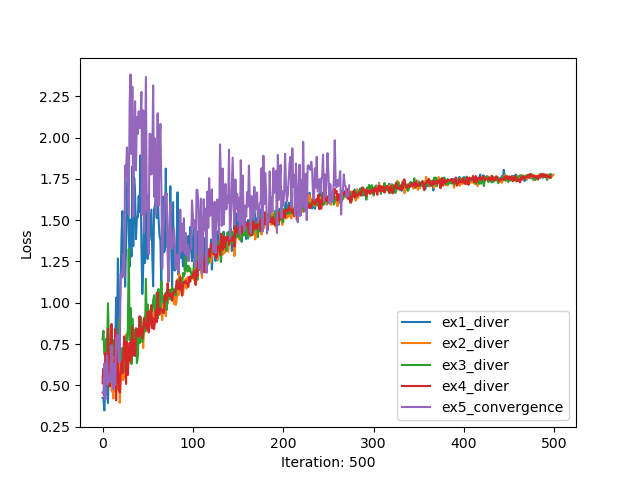 2.25
2.00
1.75
1.50
1.25
1.00
0.75
0.50
0.25
Loss
0 100 200 300 400 500
Iteration: 500
ex1_diver
ex2_diver
ex3_diver
ex4_diver
ex5_convergence